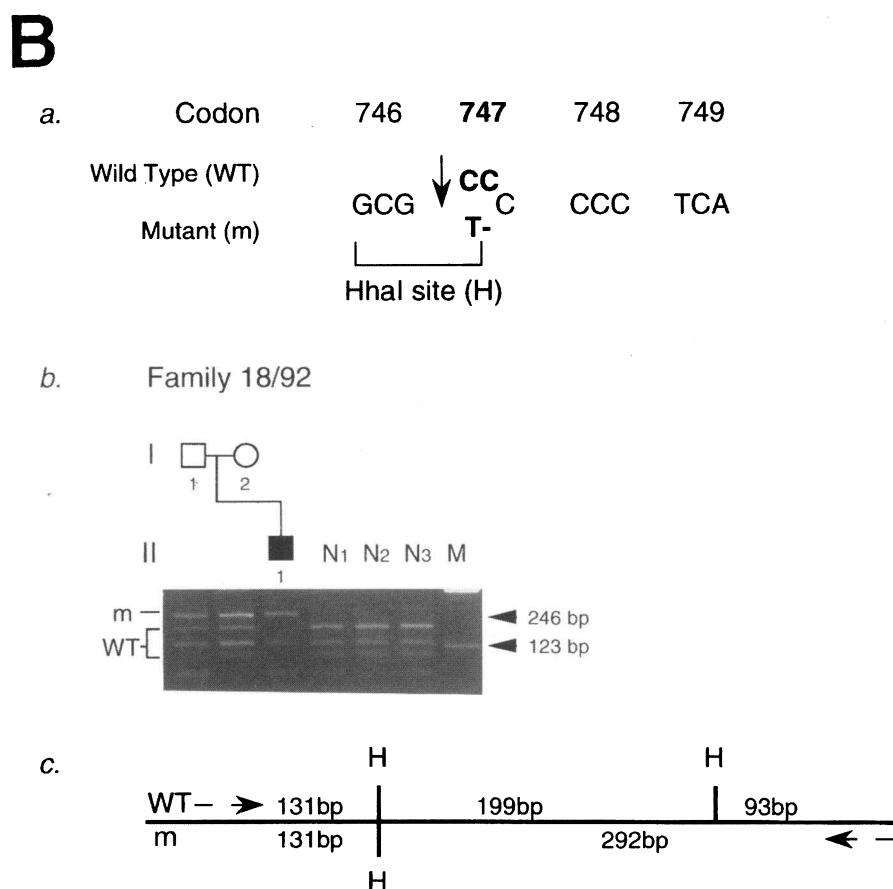 B
a. Codon 746 747 748 749
Wild Type (WT) CC
GCG C CCC TCA
Mutant (m) T-
HhaI site (H)
b. Family 18/92
I
1 2
II N1 N2 N3 M
1
m 246 bp
WT 123 bp
c. H H
WT 131bp 199bp 93bp
m 131bp 292bp
H